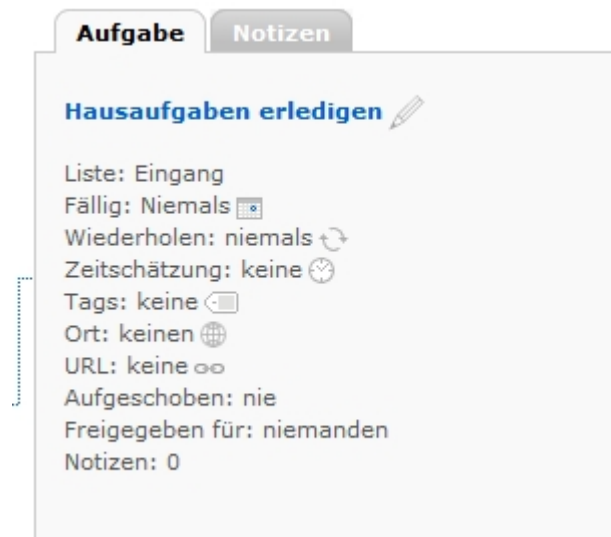 Aufgabe Notizen
Hausaufgaben erledigen
Liste: Eingang
Fällig: Niemals
Wiederholen: niemals
Zeitschätzung: keine
Tags: keine
Ort: keinen
URL: keine
Aufgeschoben: nie
Freigegeben für: niemanden
Notizen: 0